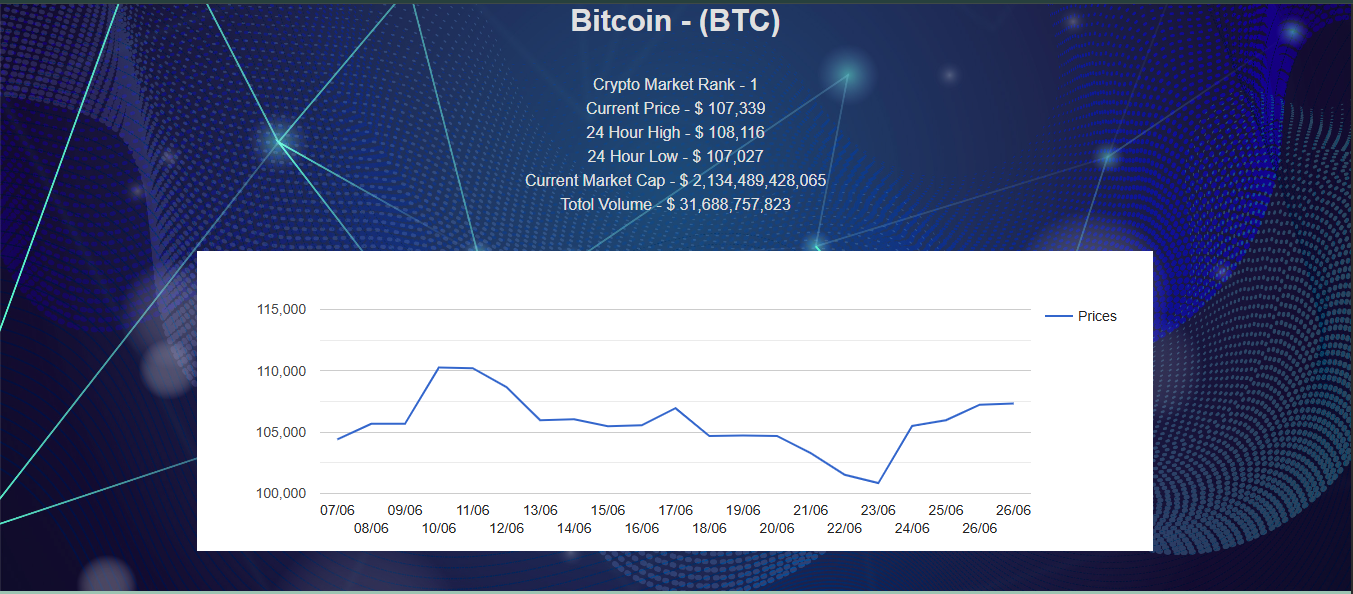 Bitcoin - (BTC)
Crypto Market Rank - 1
Current Price - $ 107,339
24 Hour High - $ 108,116
24 Hour Low - $ 107,027
Current Market Cap - $ 2,134,489,428,065
Totol Volume - $ 31,688,757,823
115,000
Prices
110,000
105,000
100,000
07/06 09/06 11/06 13/06 15/06 17/06 19/06 21/06 23/06 25/06 26/06
08/06 10/06 12/06 14/06 16/06 18/06 20/06 22/06 24/06 26/06